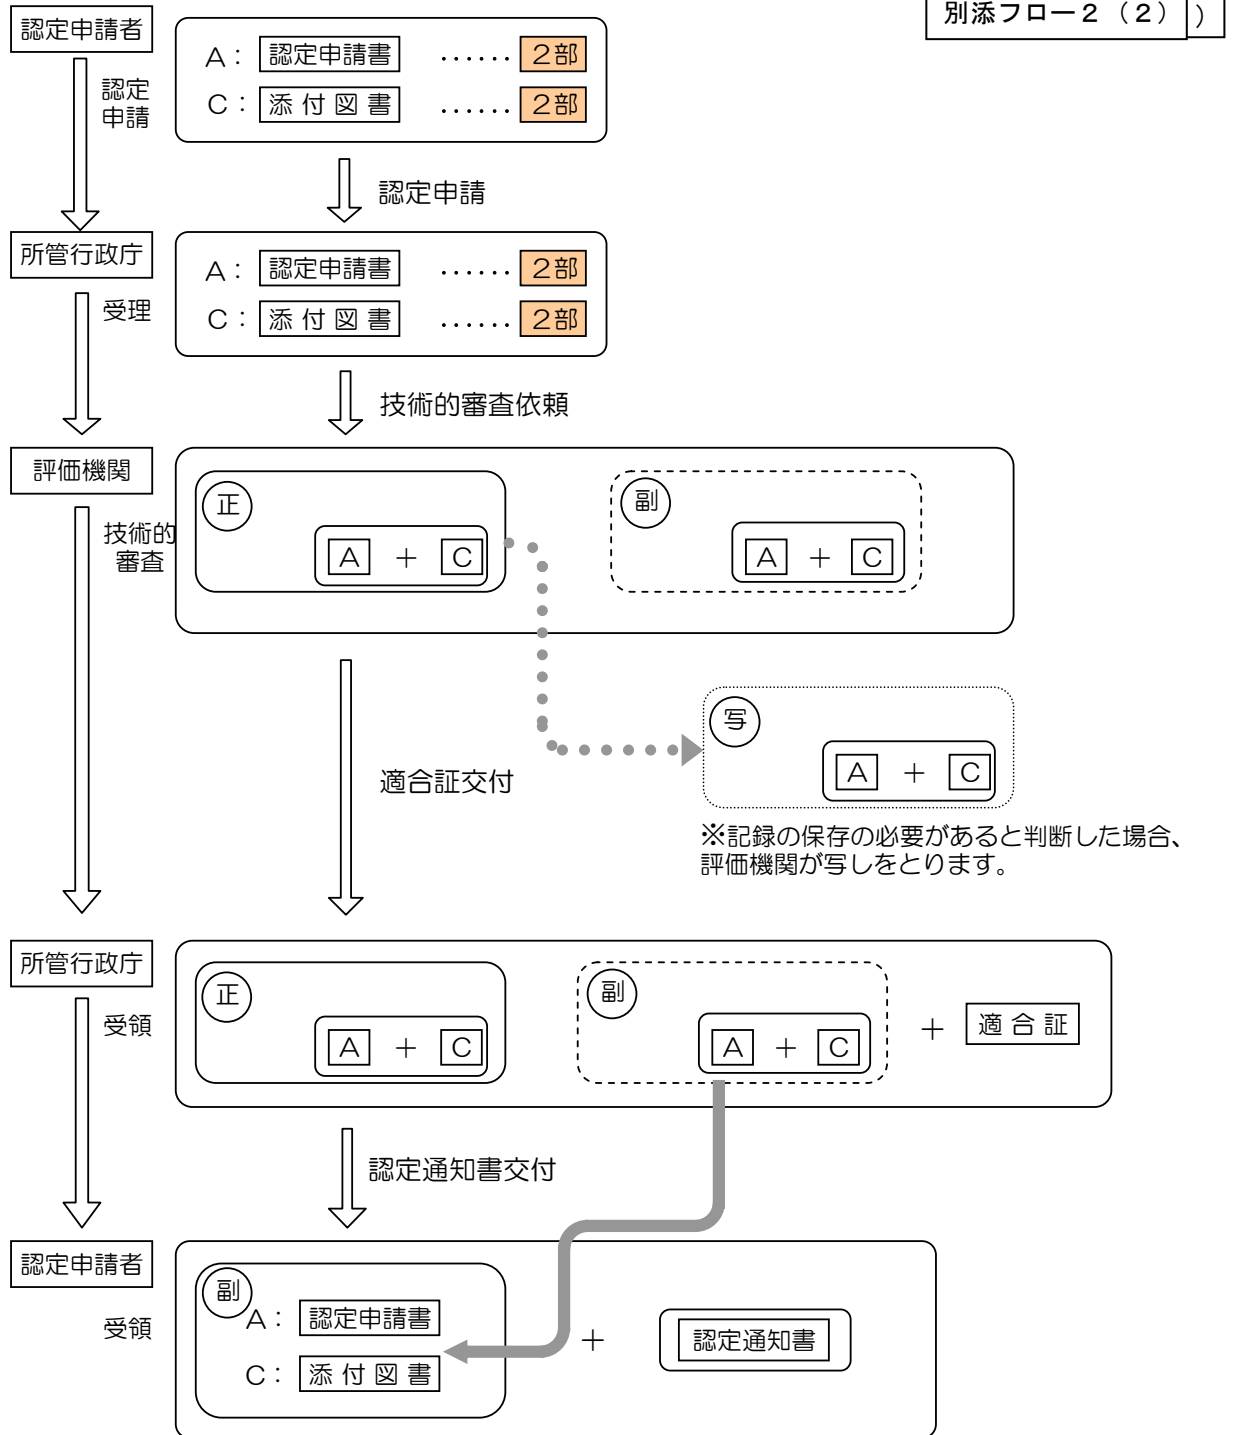 別添フロー２（２）
）
認定申請者
A： 認定申請書 …… ２部
C： 添付図書 …… ２部
認定
申請
認定申請
所管行政庁
A： 認定申請書 …… ２部
C： 添付図書 …… ２部
受理
技術的審査依頼
評価機関
正
A ＋ C
副
A ＋ C
技術的
審査
写
A ＋ C
適合証交付
※記録の保存の必要があると判断した場合、
評価機関が写しをとります。
所管行政庁
正
A ＋ C
副
A ＋ C
＋ 適合証
受領
認定通知書交付
認定申請者
副
A： 認定申請書
C： 添付図書
＋ 認定通知書
受領